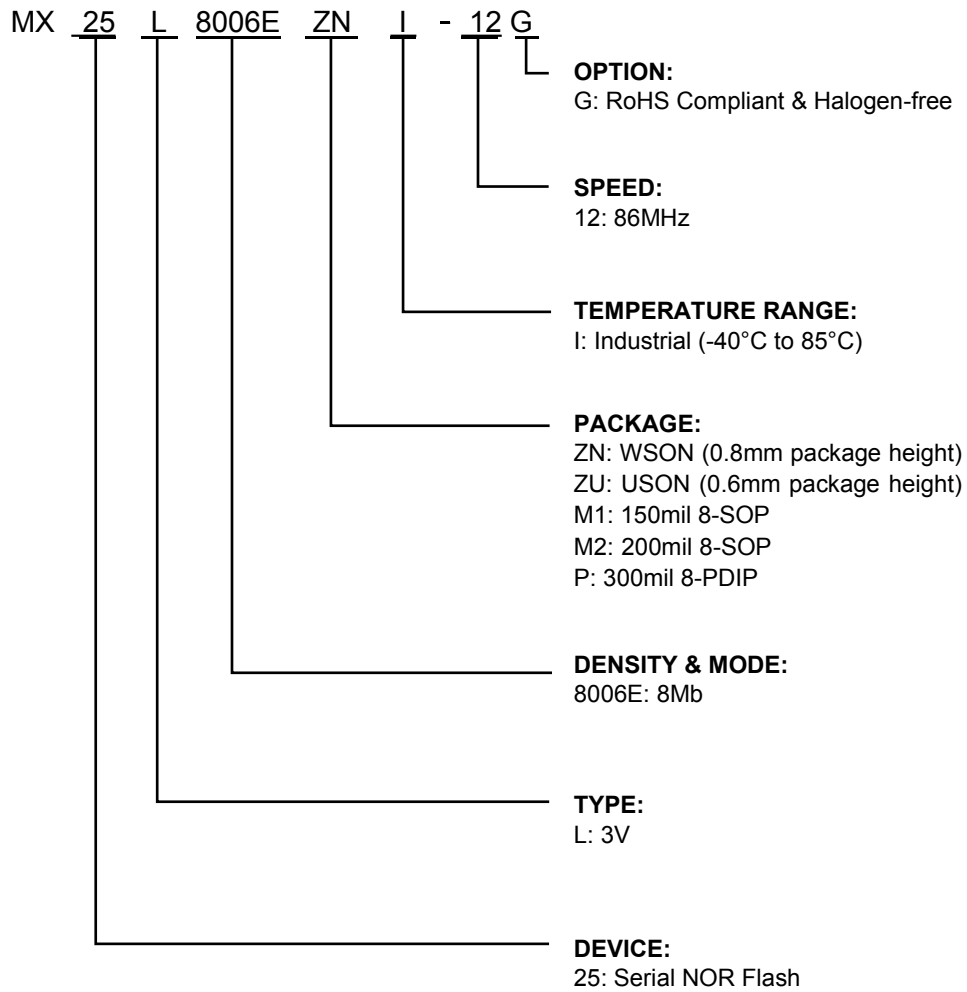 MX 25 L 8006E ZN I - 12 G
OPTION:
G: RoHS Compliant & Halogen-free
SPEED:
12: 86MHz
TEMPERATURE RANGE:
I: Industrial (-40°C to 85°C)
PACKAGE:
ZN: WSON (0.8mm package height)
ZU: USON (0.6mm package height)
M1: 150mil 8-SOP
M2: 200mil 8-SOP
P: 300mil 8-PDIP
DENSITY & MODE:
8006E: 8Mb
TYPE:
L: 3V
DEVICE:
25: Serial NOR Flash